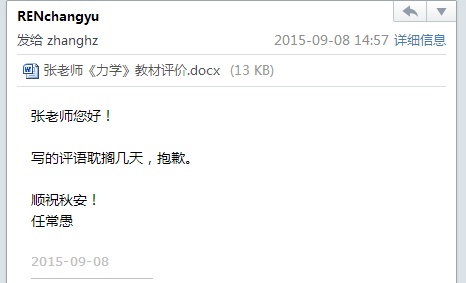 RENchangyu
发给 zhanghz 2015-09-08 14:57 详细信息
张老师《力学》教材评价.docx (13 KB)
张老师您好！
写的评语耽搁几天，抱歉。
顺祝秋安！
任常愚
2015-09-08